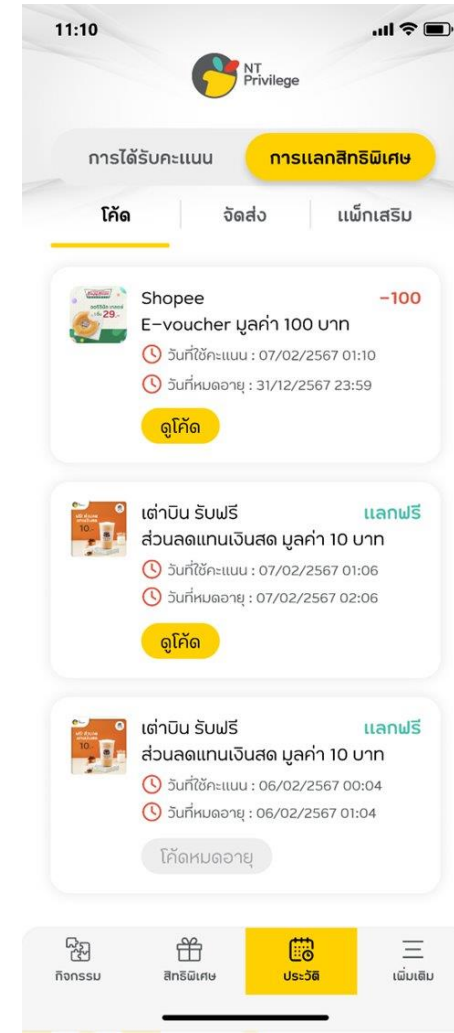 11:10
NT
Privilege
การได้รับคะแนน
การแลกสิทธิพิเศษ
โค้ด
จัดส่ง
แพ็กเสริม
29.-
Shopee
-100
E-voucher มูลค่า 100 บาท
วันที่ใช้คะแนน : 07/02/2567 01:10
วันที่หมดอายุ : 31/12/2567 23:59
ดูโค้ด
10.-
เต่าบิน รับฟรี
แลกฟรี
ส่วนลดแทนเงินสด มูลค่า 10 บาท
วันที่ใช้คะแนน : 07/02/2567 01:06
วันที่หมดอายุ : 07/02/2567 02:06
ดูโค้ด
10.-
เต่าบิน รับฟรี
แลกฟรี
ส่วนลดแทนเงินสด มูลค่า 10 บาท
วันที่ใช้คะแนน : 06/02/2567 00:04
วันที่หมดอายุ : 06/02/2567 01:04
โค้ดหมดอายุ
กิจกรรม
สิทธิพิเศษ
ประวัติ
เพิ่มเติม